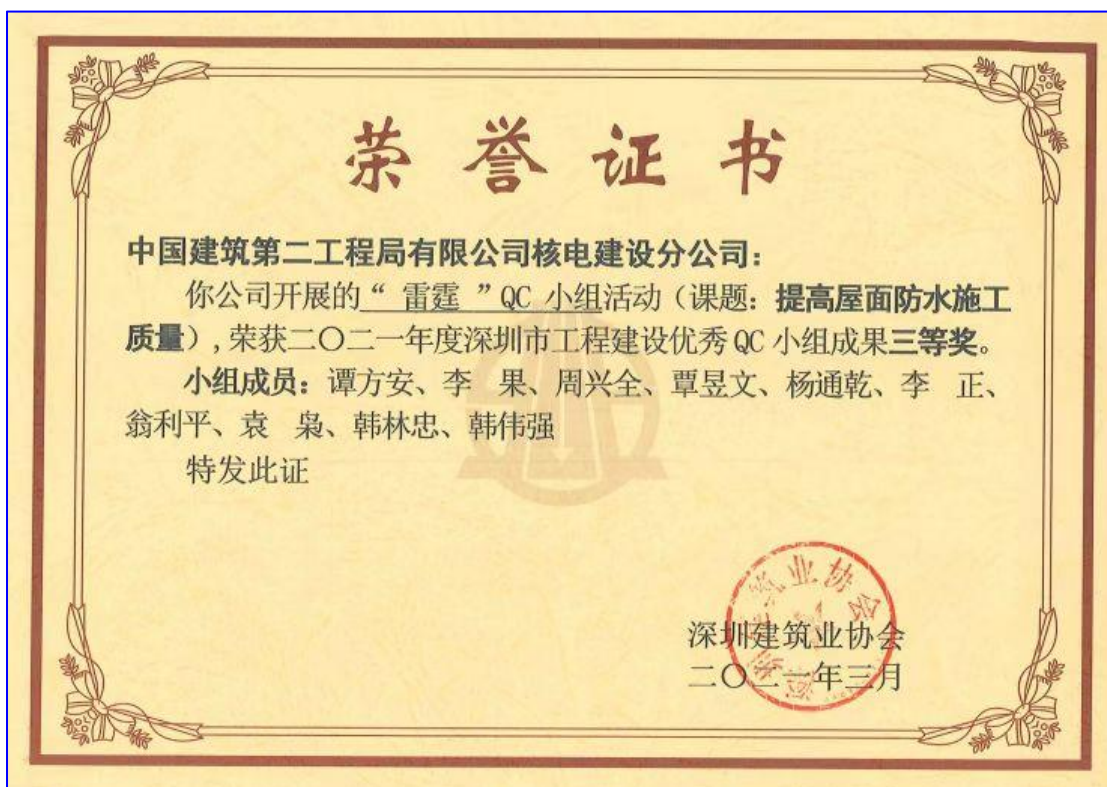 荣誉证书
中国建筑第二工程局有限公司核电建设分公司：
你公司开展的“ 雷霆 ”QC 小组活动（课题：提高屋面防水施工
质量）,荣获二〇二一年度深圳市工程建设优秀 QC 小组成果三等奖。
小组成员：谭方安、李　果、周兴全、覃昱文、杨通乾、李　正、
翁利平、袁　枭、韩林忠、韩伟强
特发此证
深圳建筑业协会
二〇二一年三月